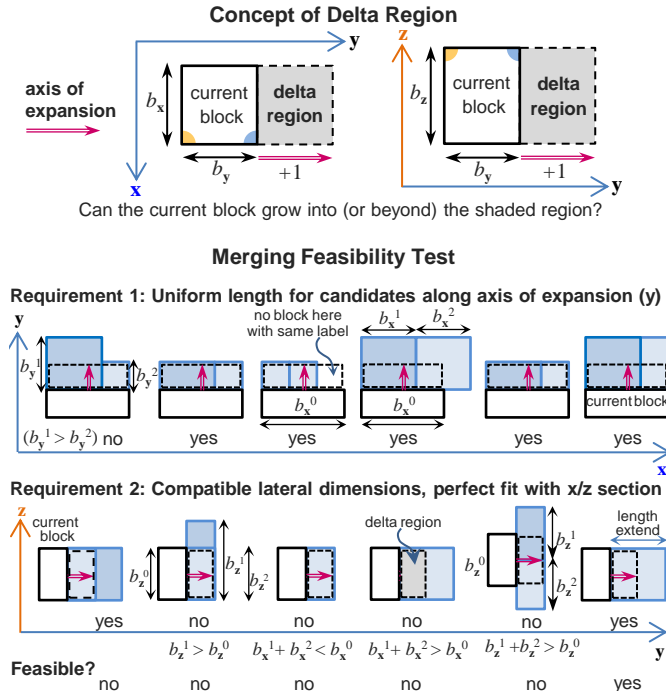 Concept of Delta Region
y
z
axis of
expansion
b_x
current
block
delta
region
b_z
current
block
delta
region
b_y
+1
b_y
+1
x
y
Can the current block grow into (or beyond) the shaded region?
Merging Feasibility Test
Requirement 1: Uniform length for candidates along axis of expansion (y)
y
no block here
with same label
b_x^1
b_x^2
b_y^1
b_y^2
b_x^0
b_x^0
current block
(b_y^1 > b_y^2) no
yes
yes
yes
yes
yes
x
Requirement 2: Compatible lateral dimensions, perfect fit with x/z section
z
current
block
delta region
length
extend
b_z^0
b_z^1
b_z^2
b_z^0
b_z^1
b_z^2
yes
no
no
no
no
yes
b_z^1 > b_z^0
b_x^1 + b_x^2 < b_x^0
b_x^1 + b_x^2 > b_x^0
b_z^1 + b_z^2 > b_z^0
y
Feasible?
no
no
no
no
no
yes